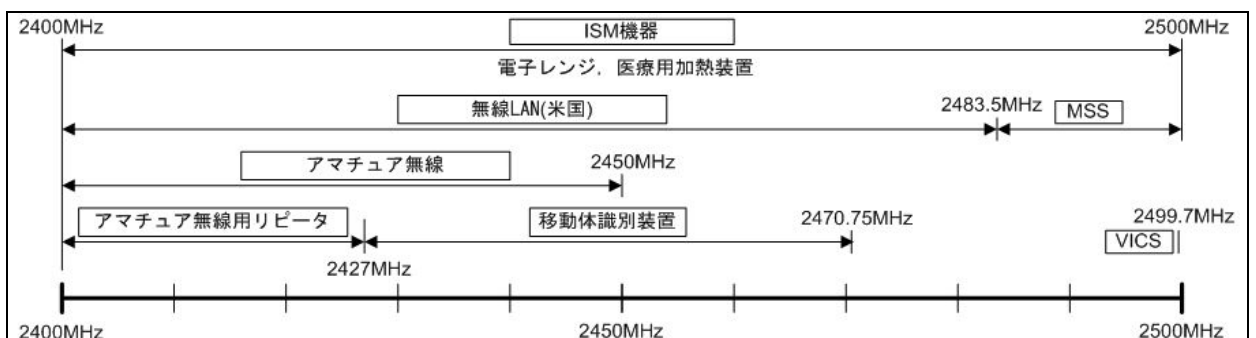 2400MHz ISM機器 2500MHz
電子レンジ，医療用加熱装置
無線LAN(米国) 2483.5MHz MSS
アマチュア無線 2450MHz
アマチュア無線用リピータ 移動体識別装置 2470.75MHz 2499.7MHz
VICS
2427MHz
2400MHz 2450MHz 2500MHz